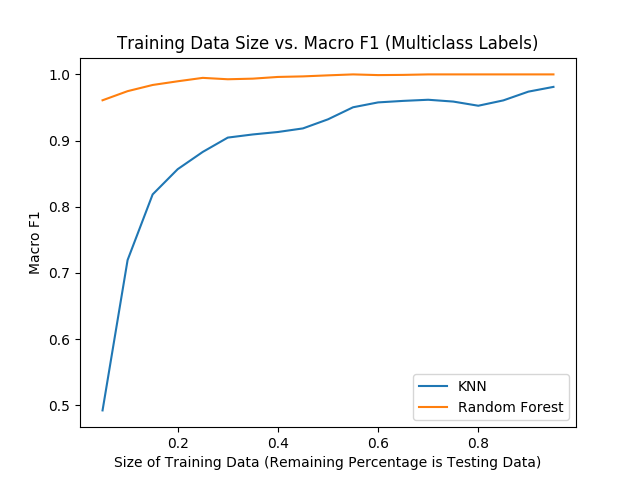 Training Data Size vs. Macro F1 (Multiclass Labels)
1.0
0.9
0.8
0.7
0.6
0.5
Macro F1
KNN
Random Forest
0.2
0.4
0.6
0.8
Size of Training Data (Remaining Percentage is Testing Data)